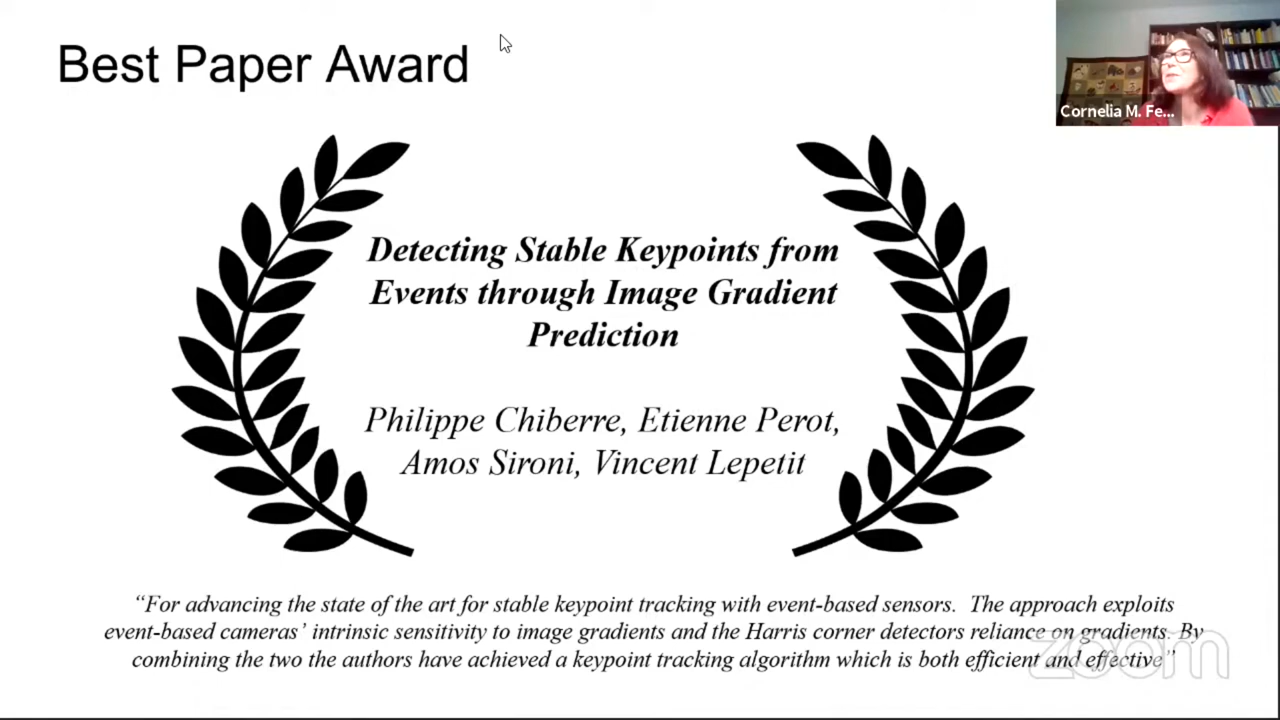 Best Paper Award
Cornelia M. Fe...
Detecting Stable Keypoints from
Events through Image Gradient
Prediction
Philippe Chiberre, Etienne Perot,
Amos Sironi, Vincent Lepetit
“For advancing the state of the art for stable keypoint tracking with event-based sensors.  The approach exploits
event-based cameras’ intrinsic sensitivity to image gradients and the Harris corner detectors reliance on gradients. By
combining the two the authors have achieved a keypoint tracking algorithm which is both efficient and effective”
zoom